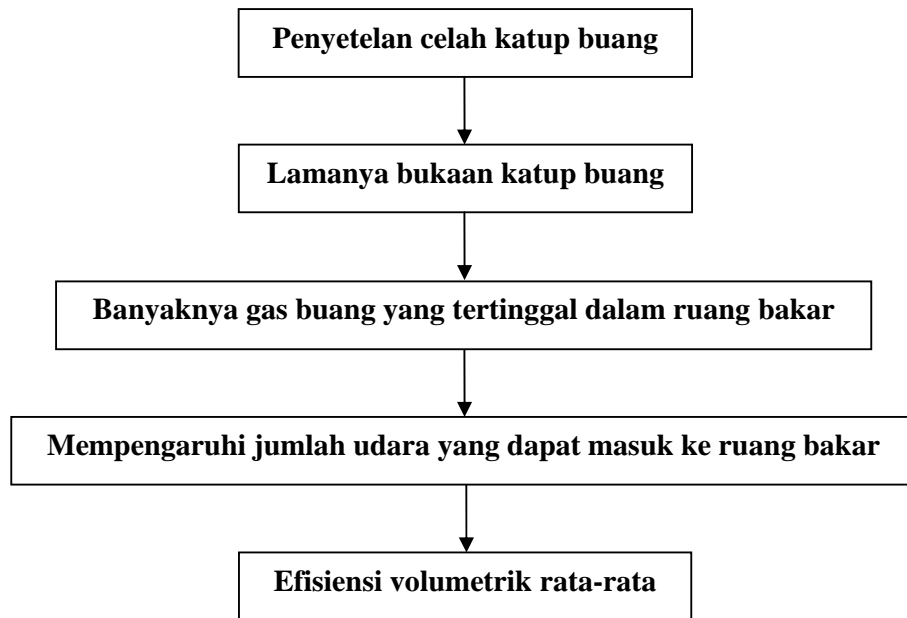 Penyetelan celah katup buang
Lamanya bukaan katup buang
Banyaknya gas buang yang tertinggal dalam ruang bakar
Mempengaruhi jumlah udara yang dapat masuk ke ruang bakar
Efisiensi volumetrik rata-rata